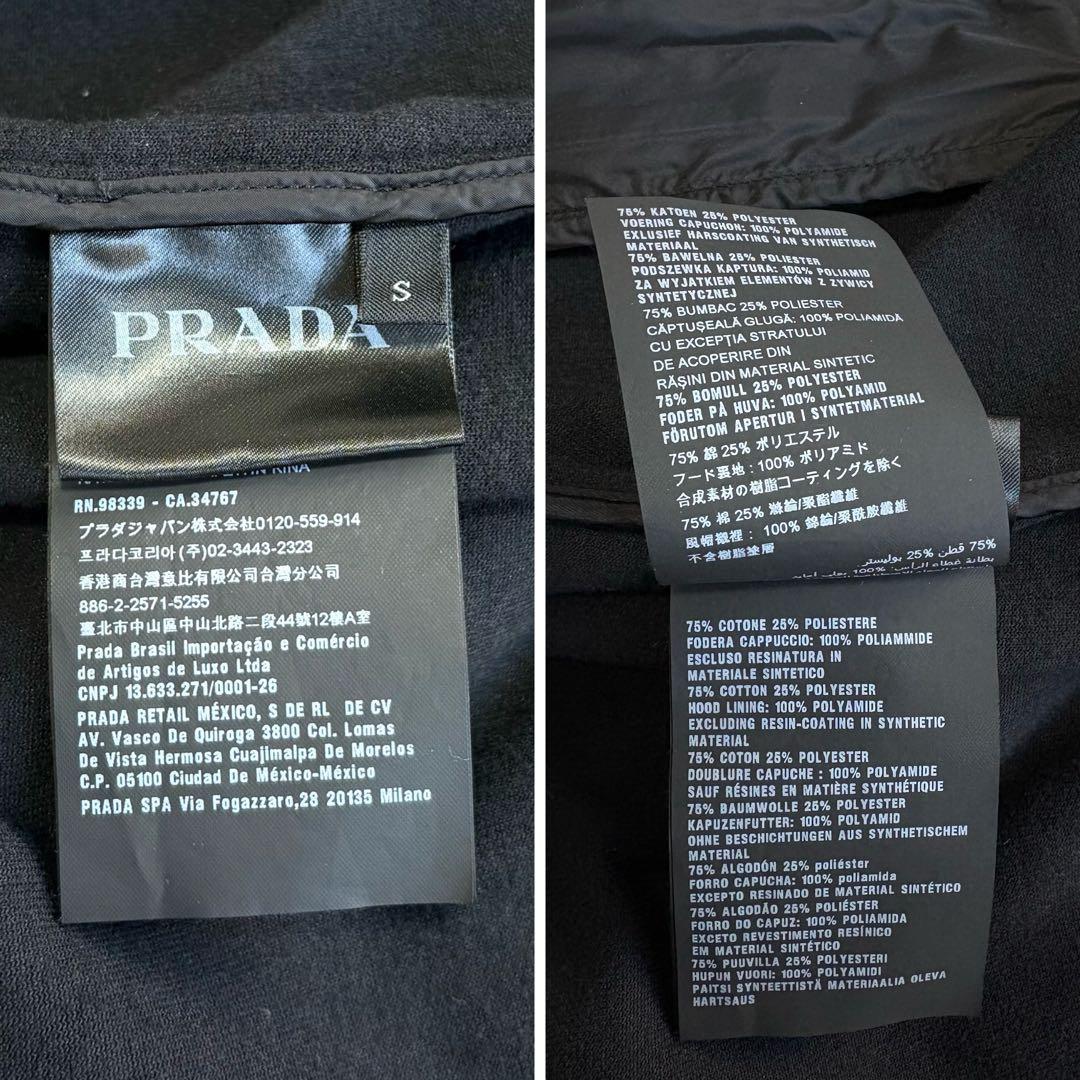 S
PRADA
KINA
RN.98339 - CA.34767
プラダジャパン株式会社0120-559-914
프라다코리아 (주)02-3443-2323
香港商台灣意比有限公司台灣分公司
886-2-2571-5255
臺北市中山區中山北路二段44號12樓A室
Prada Brasil Importação e Comércio
de Artigos de Luxo Ltda
CNPJ 13.633.271/0001-26
PRADA RETAIL MÉXICO, S DE RL DE CV
AV. Vasco De Quiroga 3800 Col. Lomas
De Vista Hermosa Cuajimalpa De Morelos
C.P. 05100 Ciudad De México-México
PRADA SPA Via Fogazzaro,28 20135 Milano
75% KATOEN 25% POLYESTER
VOERING CAPUCHON: 100% POLYAMIDE
EXLUSIEF HARSCOATING VAN SYNTHETISCH
MATERIAAL
75% BAWELNA 25% POLIESTER
PODSZEWKA KAPTURA: 100% POLIAMID
ZA WYJATKIEM ELEMENTÓW Z ŻYWICY
SYNTETYCZNEJ
75% BUMBAC 25% POLIESTER
CĂPTUŞEALĂ GLUGĂ: 100% POLIAMIDĂ
CU EXCEPŢIA STRATULUI
DE ACOPERIRE DIN
RĂŞINI DIN MATERIAL SINTETIC
75% BOMULL 25% POLYESTER
FODER PÅ HUVA: 100% POLYAMID
FÖRUTOM APERTUR I SYNTETMATERIAL
75% 綿 25% ポリエステル
フード裏地 : 100% ポリアミド
合成素材の樹脂コーティングを除く
75% 棉 25% 滌綸/聚酯纖維
風帽襯裡： 100% 錦綸/聚酰胺纖維
不含樹脂塗層
75% قطن 25% بوليستر
بطانة غطاء الرأس: 100%
75% COTONE 25% POLIESTERE
FODERA CAPPUCCIO: 100% POLIAMMIDE
ESCLUSO RESINATURA IN
MATERIALE SINTETICO
75% COTTON 25% POLYESTER
HOOD LINING: 100% POLYAMIDE
EXCLUDING RESIN-COATING IN SYNTHETIC
MATERIAL
75% COTON 25% POLYESTER
DOUBLURE CAPUCHE : 100% POLYAMIDE
SAUF RÉSINES EN MATIÈRE SYNTHÉTIQUE
75% BAUMWOLLE 25% POLYESTER
KAPUZENFUTTER: 100% POLYAMID
OHNE BESCHICHTUNGEN AUS SYNTHETISCHEM
MATERIAL
75% ALGODÓN 25% poliéster
FORRO CAPUCHA: 100% poliamida
EXCEPTO RESINADO DE MATERIAL SINTÉTICO
75% ALGODÃO 25% POLIÉSTER
FORRO DO CAPUZ: 100% POLIAMIDA
EXCETO REVESTIMENTO RESÍNICO
EM MATERIAL SINTÉTICO
75% PUUVILLA 25% POLYESTERI
HUPUN VUORI: 100% POLYAMIDI
PAITSI SYNTEETTISTÄ MATERIAALIA OLEVA
HARTSAUS